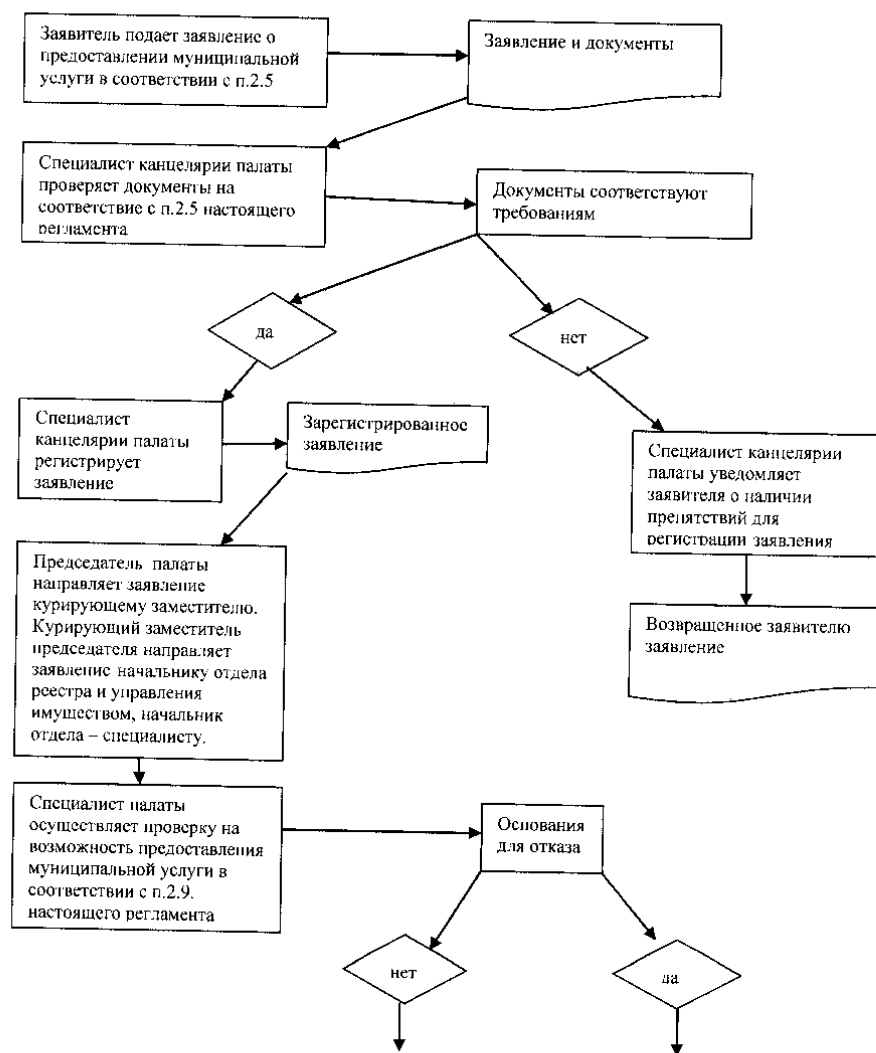 Заявитель подает заявление о
предоставлении муниципальной
услуги в соответствии с п.2.5
Заявление и документы
Специалист канцелярии палаты
проверяет документы на
соответствие с п.2.5 настоящего
регламента
Документы соответствуют
требованиям
да
нет
Специалист
канцелярии палаты
регистрирует
заявление
Зарегистрированное
заявление
Специалист канцелярии
палаты уведомляет
заявителя о наличии
препятствий для
регистрации заявления
Председатель палаты
направляет заявление
курирующему заместителю.
Курирующий заместитель
председателя направляет
заявление начальнику отдела
реестра и управления
имуществом, начальник
отдела – специалисту.
Возвращенное заявителю
заявление
Специалист палаты
осуществляет проверку на
возможность предоставления
муниципальной услуги в
соответствии с п.2.9.
настоящего регламента
Основания
для отказа
нет
да